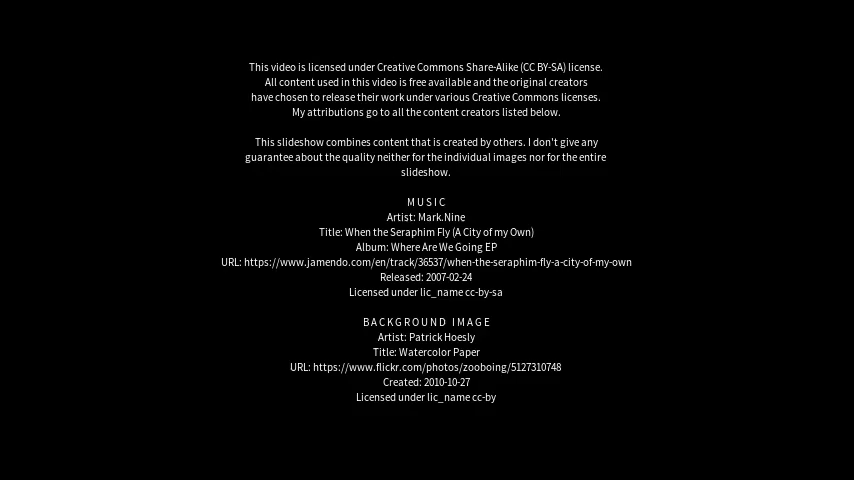 This video is licensed under Creative Commons Share-Alike (CC BY-SA) license.
All content used in this video is free available and the original creators
have chosen to release their work under various Creative Commons licenses.
My attributions go to all the content creators listed below.
This slideshow combines content that is created by others. I don't give any
guarantee about the quality neither for the individual images nor for the entire
slideshow.
MUSIC
Artist: Mark.Nine
Title: When the Seraphim Fly (A City of my Own)
Album: Where Are We Going EP
URL: https://www.jamendo.com/en/track/36537/when-the-seraphim-fly-a-city-of-my-own
Released: 2007-02-24
Licensed under lic_name cc-by-sa
BACKGROUND IMAGE
Artist: Patrick Hoesly
Title: Watercolor Paper
URL: https://www.flickr.com/photos/zooboing/5127310748
Created: 2010-10-27
Licensed under lic_name cc-by